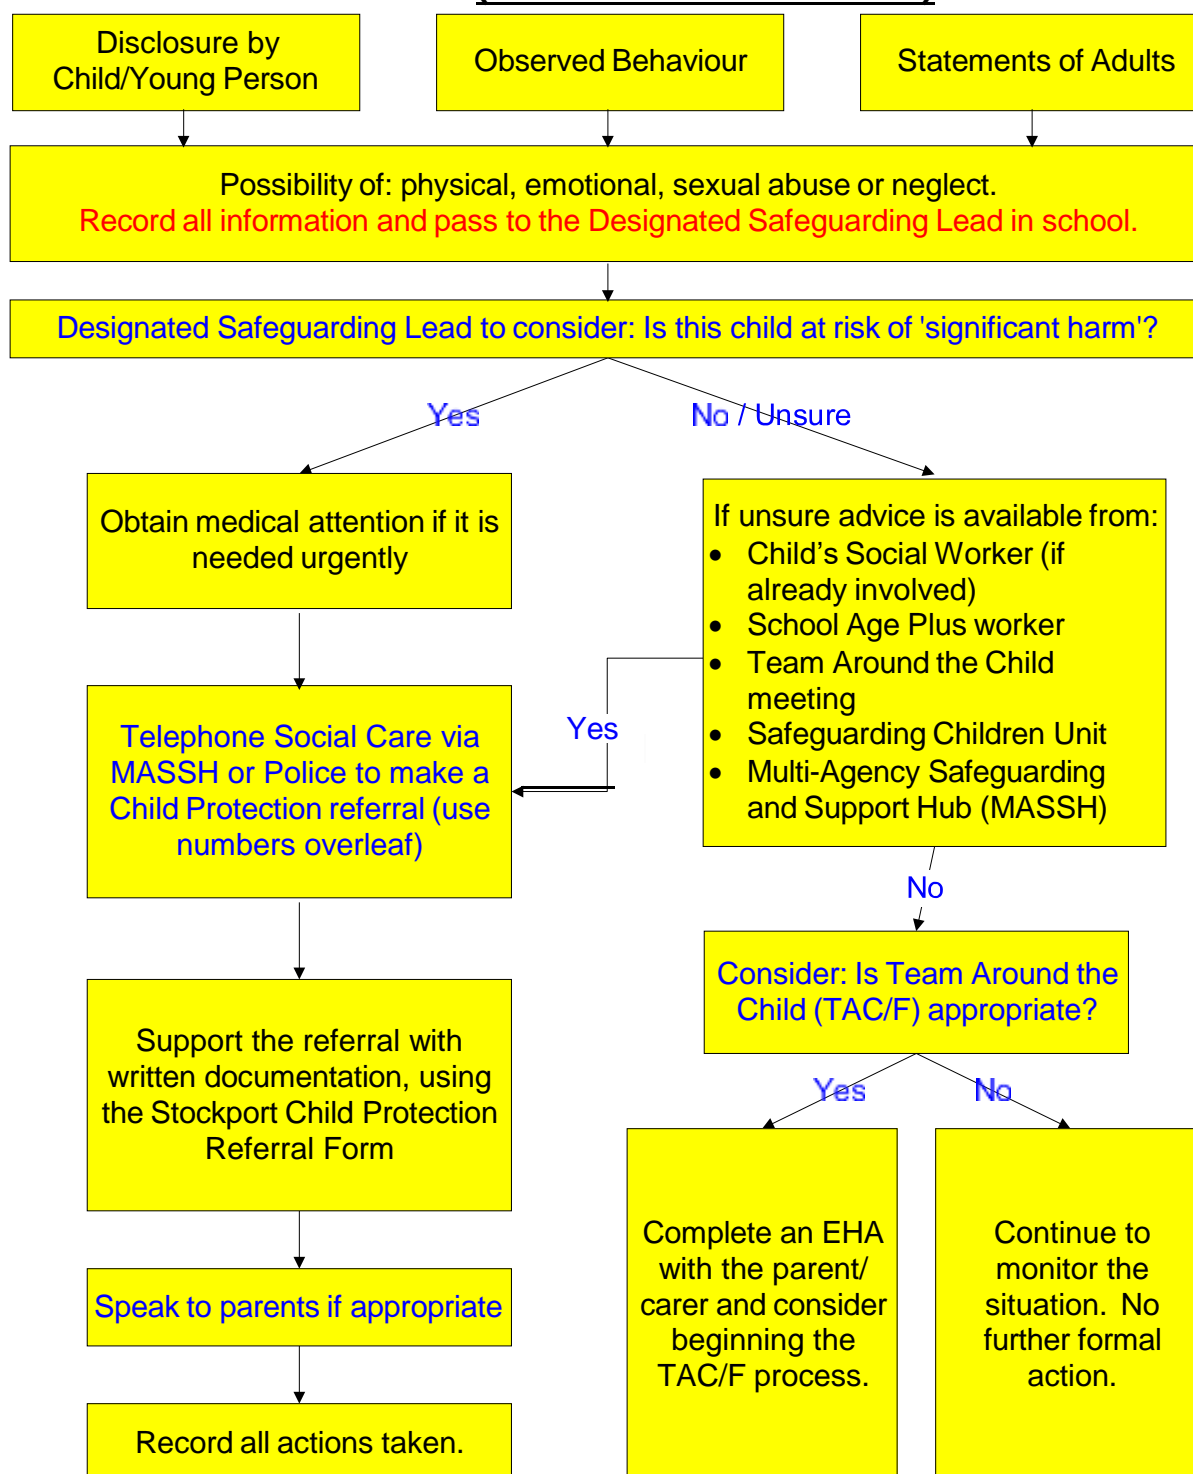 Disclosure by
Child/Young Person
Observed Behaviour
Statements of Adults
Possibility of: physical, emotional, sexual abuse or neglect.
Record all information and pass to the Designated Safeguarding Lead in school.
Designated Safeguarding Lead to consider: Is this child at risk of 'significant harm'?
Yes
No / Unsure
Obtain medical attention if it is
needed urgently
If unsure advice is available from:
• Child’s Social Worker (if
already involved)
• School Age Plus worker
• Team Around the Child
meeting
• Safeguarding Children Unit
• Multi-Agency Safeguarding
and Support Hub (MASSH)
Yes
Telephone Social Care via
MASSH or Police to make a
Child Protection referral (use
numbers overleaf)
No
Consider: Is Team Around the
Child (TAC/F) appropriate?
Support the referral with
written documentation, using
the Stockport Child Protection
Referral Form
Yes
No
Complete an EHA
with the parent/
carer and consider
beginning the
TAC/F process.
Continue to
monitor the
situation.  No
further formal
action.
Speak to parents if appropriate
Record all actions taken.